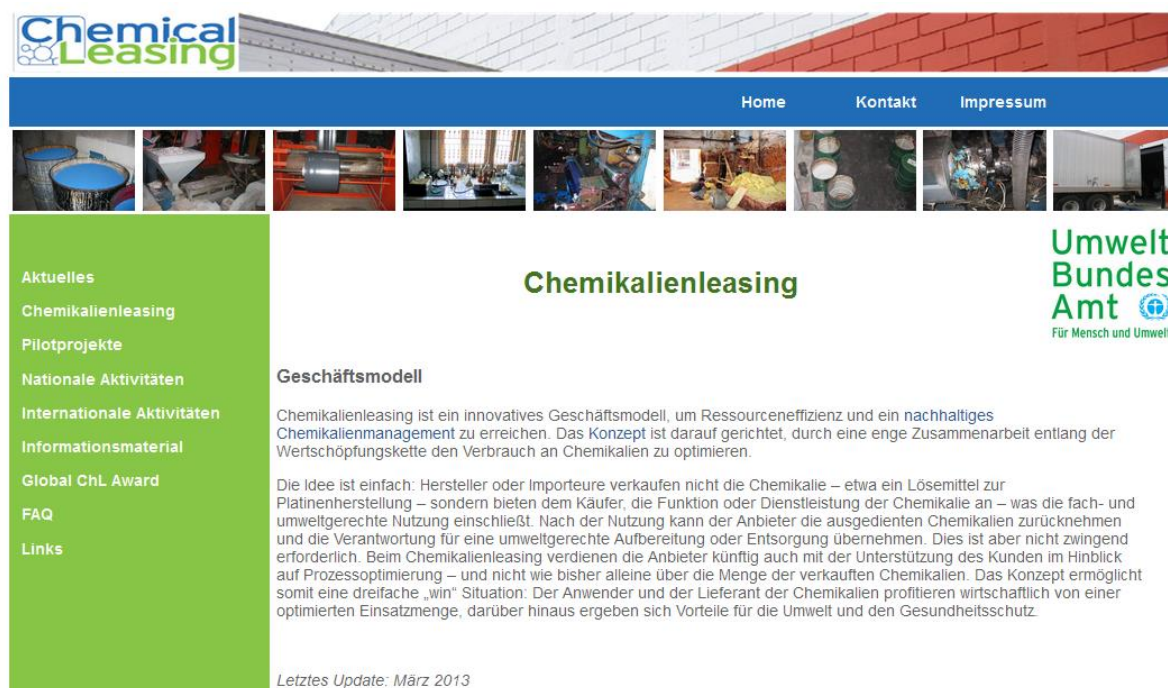 Chemical
Leasing
Home Kontakt Impressum
Umwelt
Bundes
Amt
Für Mensch und Umwelt
Aktuelles
Chemikalienleasing
Pilotprojekte
Nationale Aktivitäten
Internationale Aktivitäten
Informationsmaterial
Global ChL Award
FAQ
Links
Chemikalienleasing
Geschäftsmodell
Chemikalienleasing ist ein innovatives Geschäftsmodell, um Ressourceneffizienz und ein nachhaltiges
Chemikalienmanagement zu erreichen. Das Konzept ist darauf gerichtet, durch eine enge Zusammenarbeit entlang der
Wertschöpfungskette den Verbrauch an Chemikalien zu optimieren.
Die Idee ist einfach: Hersteller oder Importeure verkaufen nicht die Chemikalie – etwa ein Lösemittel zur
Platinenherstellung – sondern bieten dem Käufer, die Funktion oder Dienstleistung der Chemikalie an – was die fach- und
umweltgerechte Nutzung einschließt. Nach der Nutzung kann der Anbieter die ausgedienten Chemikalien zurücknehmen
und die Verantwortung für eine umweltgerechte Aufbereitung oder Entsorgung übernehmen. Dies ist aber nicht zwingend
erforderlich. Beim Chemikalienleasing verdienen die Anbieter künftig auch mit der Unterstützung des Kunden im Hinblick
auf Prozessoptimierung – und nicht wie bisher alleine über die Menge der verkauften Chemikalien. Das Konzept ermöglicht
somit eine dreifache „win“ Situation: Der Anwender und der Lieferant der Chemikalien profitieren wirtschaftlich von einer
optimierten Einsatzmenge, darüber hinaus ergeben sich Vorteile für die Umwelt und den Gesundheitsschutz.
Letztes Update: März 2013